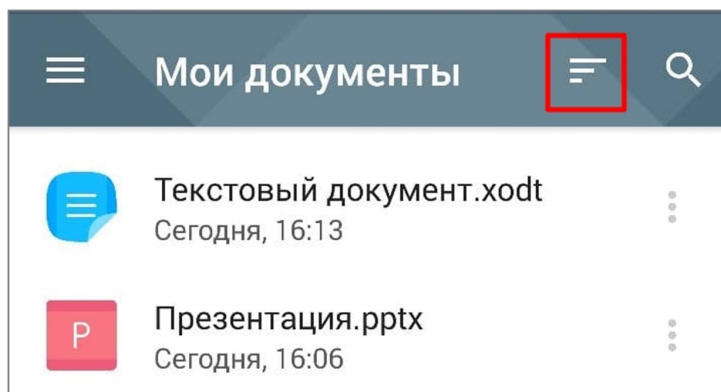 Мои документы
Текстовый документ.xodt
Сегодня, 16:13
P
Презентация.pptx
Сегодня, 16:06